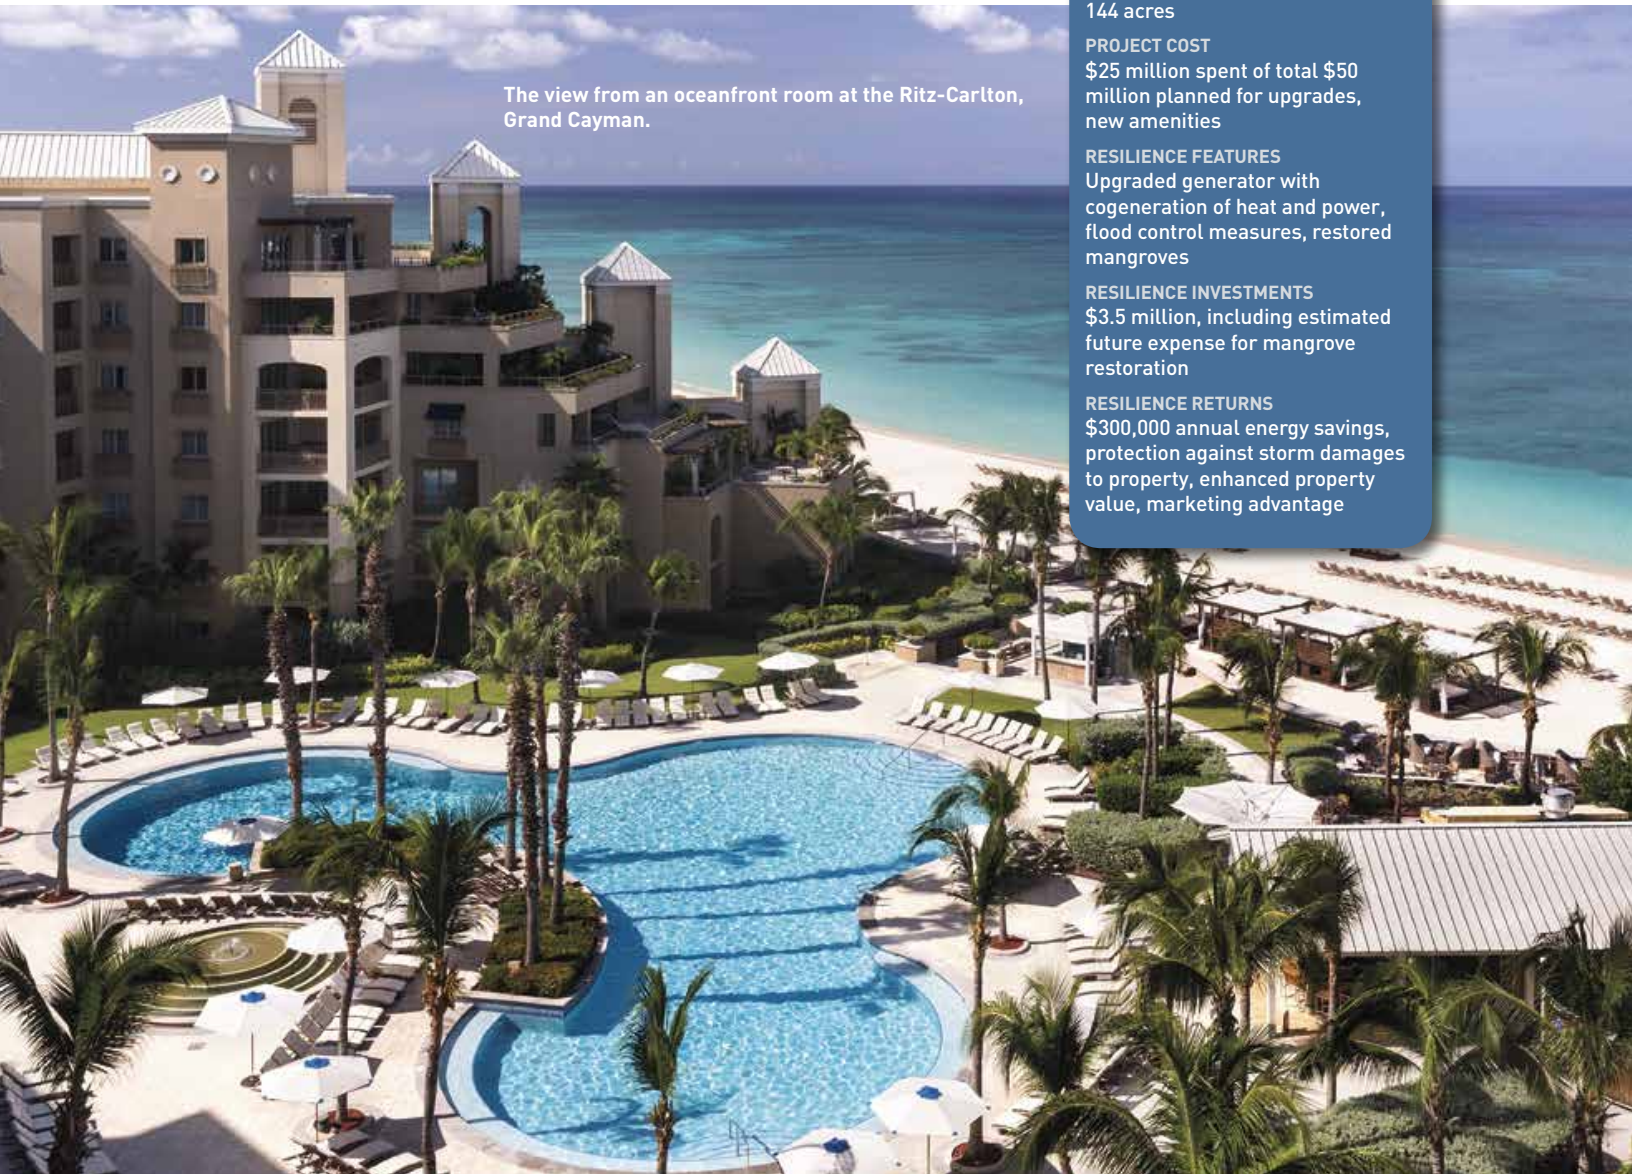 The view from an oceanfront room at the Ritz-Carlton,
Grand Cayman.
144 acres
PROJECT COST
$25 million spent of total $50
million planned for upgrades,
new amenities
RESILIENCE FEATURES
Upgraded generator with
cogeneration of heat and power,
flood control measures, restored
mangroves
RESILIENCE INVESTMENTS
$3.5 million, including estimated
future expense for mangrove
restoration
RESILIENCE RETURNS
$300,000 annual energy savings,
protection against storm damages
to property, enhanced property
value, marketing advantage